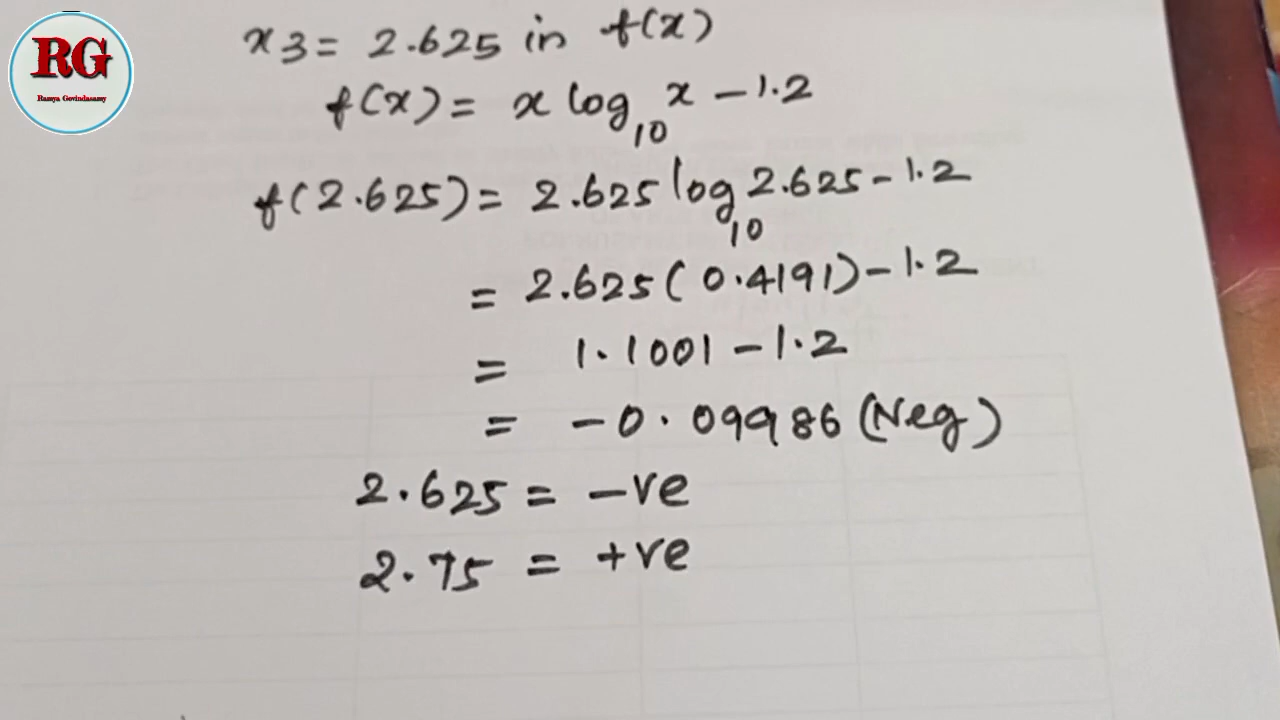 RG
Ramya Govindasamy
x3 = 2.625 in f(x)
f(x) = x log10 x - 1.2
f(2.625) = 2.625 log10 2.625 - 1.2
= 2.625 (0.4191) - 1.2
= 1.1001 - 1.2
= -0.09986 (Neg)
2.625 = -ve
2.75 = +ve